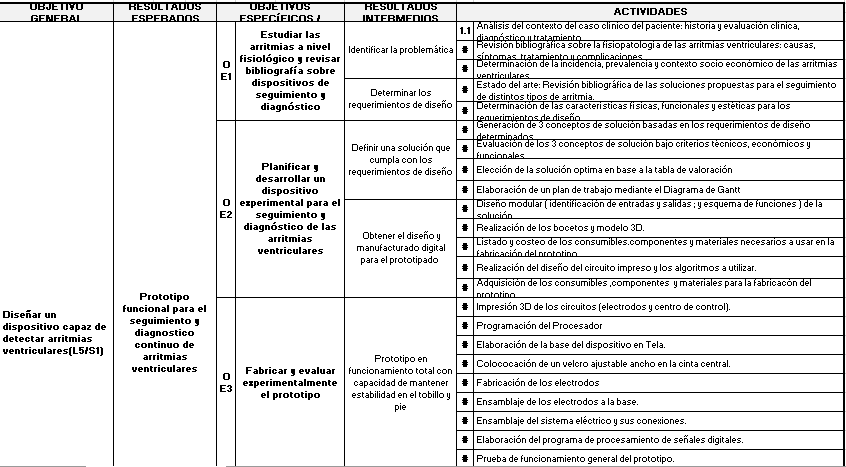 OBJETIVO
GENERAL
RESULTADOS
ESPERADOS
OBJETIVOS
ESPECÍFICOS /
RESULTADOS
INTERMEDIOS
ACTIVIDADES
Diseñar un
dispositivo capaz de
detectar arritmias
ventriculares(L5/S1)
Prototipo
funcional para el
seguimiento y
diagnostico
continuo de
arritmias
ventriculares
O
E1
Estudiar las
arritmias a nivel
fisiológico y revisar
bibliografía sobre
dispositivos de
seguimiento y
diagnóstico
Identificar la problemática
1.1 Análisis del contexto del caso clínico del paciente: historia y evaluación clínica,
diagnóstico y tratamiento
# Revisión bibliográfica sobre la fisiopatología de las arritmias ventriculares: causas,
síntomas, tratamiento y complicaciones
# Determinación de la incidencia, prevalencia y contexto socio económico de las arritmias
ventriculares
Determinar los
requerimientos de diseño
# Estado del arte: Revisión bibliográfica de las soluciones propuestas para el seguimiento
de distintos tipos de arritmia.
# Determinación de las características físicas, funcionales y estéticas para los
requerimientos de diseño
O
E2
Planificar y
desarrollar un
dispositivo
experimental para el
seguimiento y
diagnóstico de las
arritmias
ventriculares
Definir una solución que
cumpla con los
requerimientos de diseño
# Generación de 3 conceptos de solución basadas en los requerimientos de diseño
determinados
# Evaluación de los 3 conceptos de solución bajo criterios técnicos, económicos y
funcionales
# Elección de la solución optima en base a la tabla de valoración
# Elaboración de un plan de trabajo mediante el Diagrama de Gantt
Obtener el diseño y
manufacturado digital
para el prototipado
# Diseño modular ( identificación de entradas y salidas ; y esquema de funciones ) de la
solución
# Realización de los bocetos y modelo 3D.
# Listado y costeo de los consumibles,componentes y materiales necesarios a usar en la
fabricación del prototipo
# Realización del diseño del circuito impreso y los algoritmos a utilizar.
# Adquisición de los consumibles ,componentes y materiales para la fabricación del
prototipo
O
E3
Fabricar y evaluar
experimentalmente
el prototipo
Prototipo en
funcionamiento total con
capacidad de mantener
estabilidad en el tobillo y
pie
# Impresión 3D de los circuitos (electrodos y centro de control).
# Programación del Procesador
# Elaboración de la base del dispositivo en Tela.
# Colococación de un velcro ajustable ancho en la cinta central.
# Fabricación de los electrodos
# Ensamblaje de los electrodos a la base.
# Ensamblaje del sistema eléctrico y sus conexiones.
# Elaboración del programa de procesamiento de señales digitales.
# Prueba de funcionamiento general del prototipo.